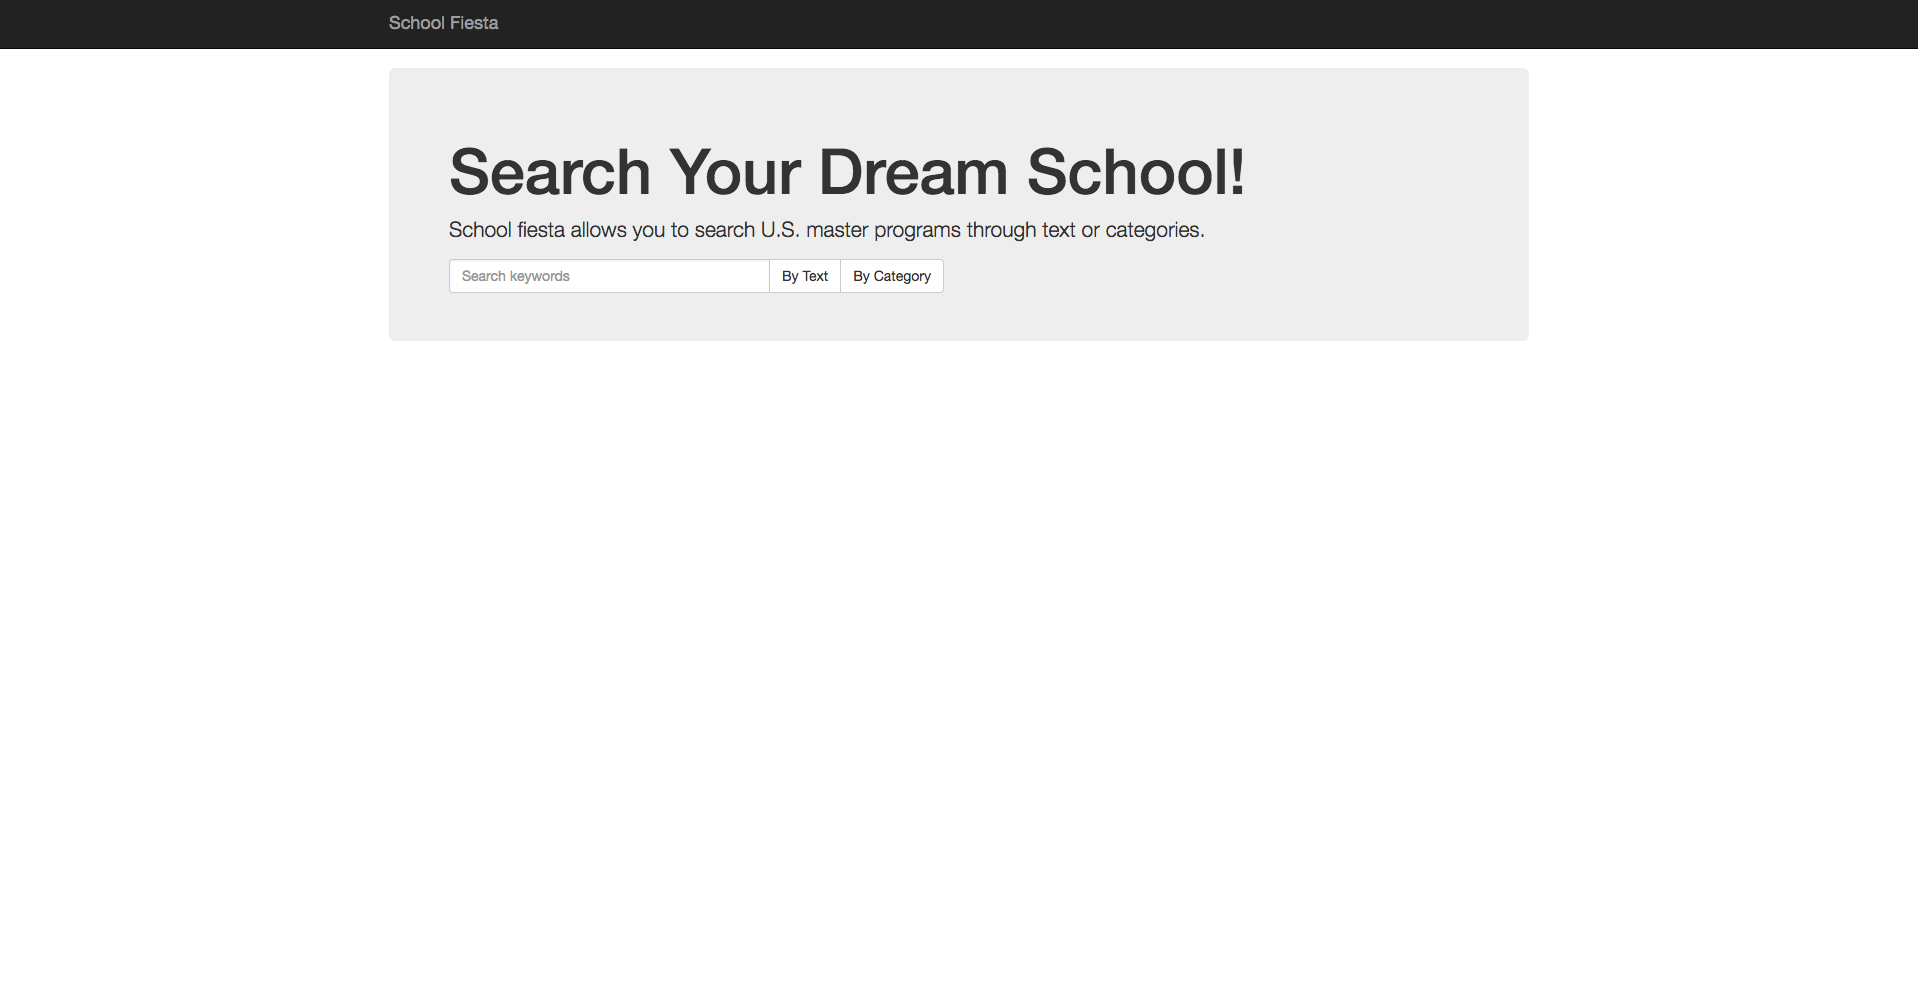 School Fiesta
Search Your Dream School!
School fiesta allows you to search U.S. master programs through text or categories.
Search keywords By Text By Category